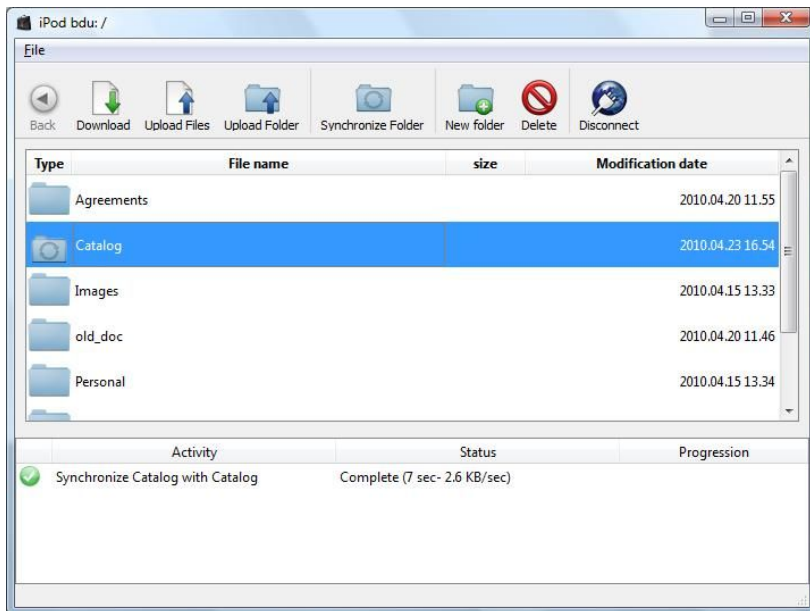 iPod bdu: /
File
Back Download Upload Files Upload Folder Synchronize Folder New folder Delete Disconnect
Type File name size Modification date
Agreements 2010.04.20 11.55
Catalog 2010.04.23 16.54
Images 2010.04.15 13.33
old_doc 2010.04.20 11.46
Personal 2010.04.15 13.34
Activity Status Progression
Synchronize Catalog with Catalog Complete (7 sec- 2.6 KB/sec)